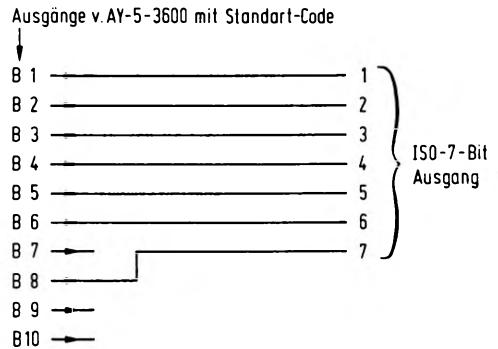 Ausgänge v. AY-5-3600 mit Standart-Code
B 1 1
B 2 2
B 3 3
B 4 4
B 5 5
B 6 6
B 7 7
B 8
B 9
B10
ISO-7-Bit
Ausgang